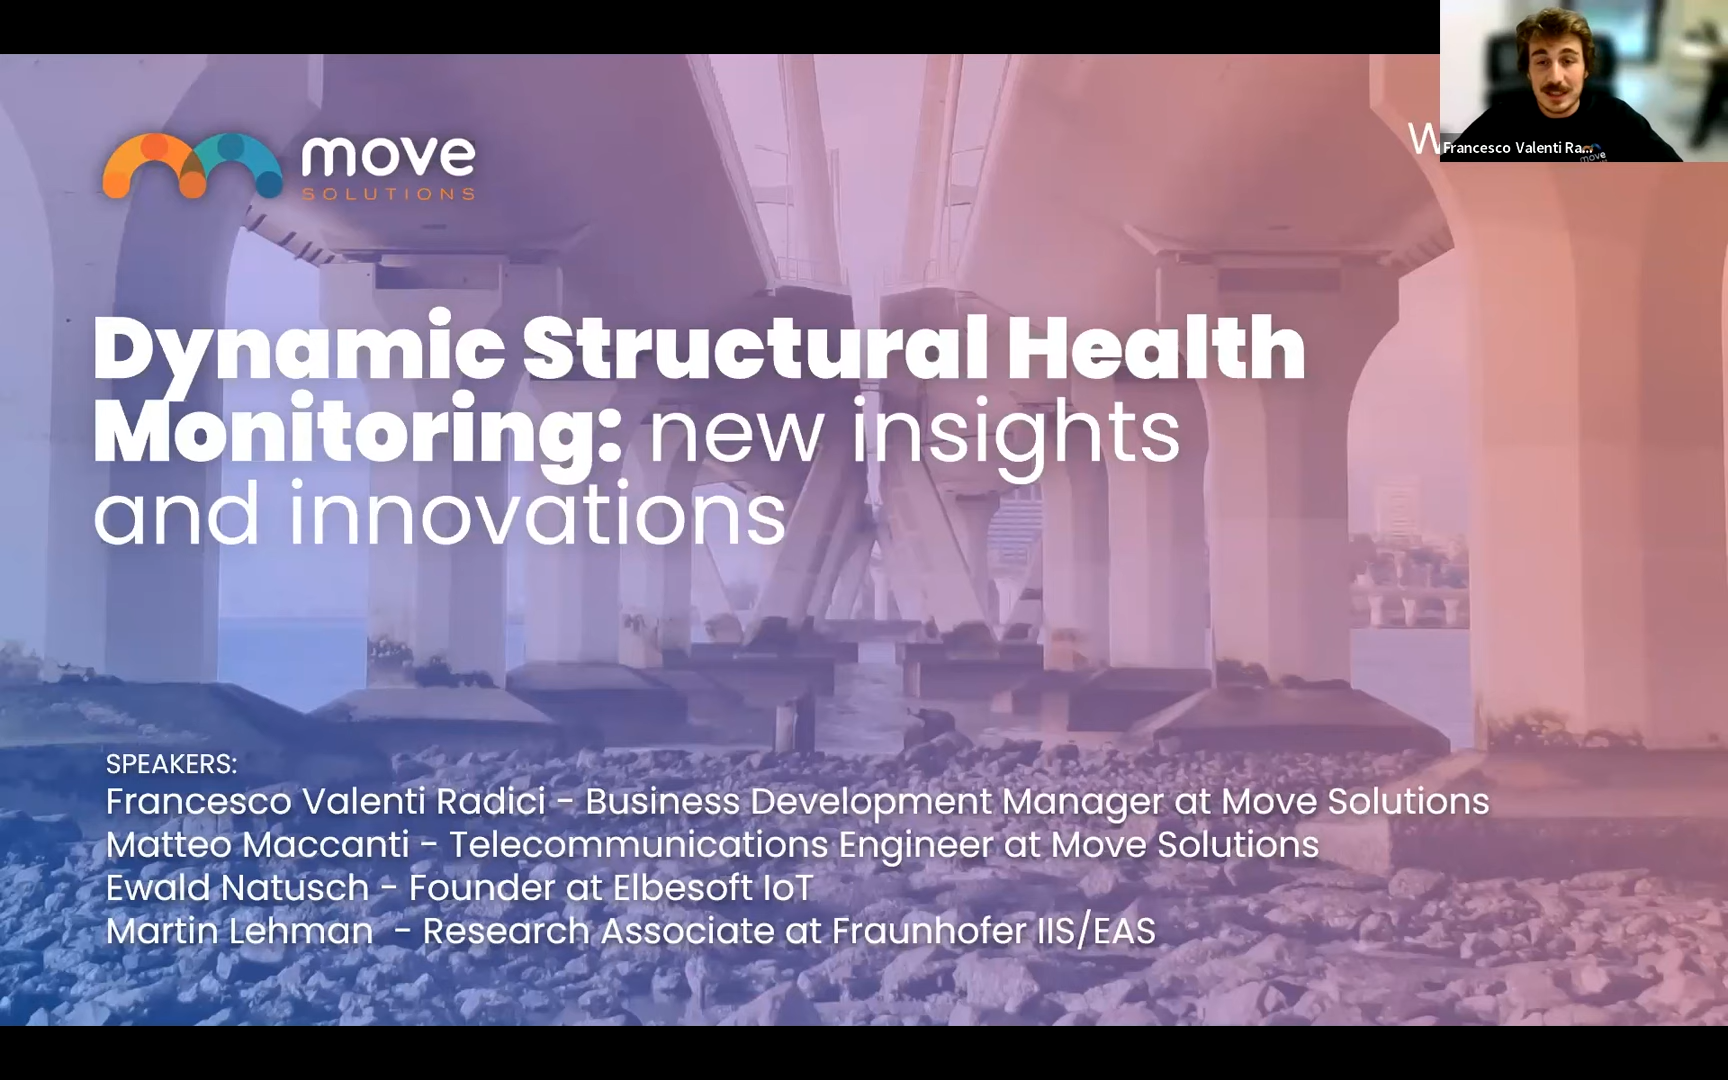 move
SOLUTIONS
Francesco Valenti Ra...
move
Dynamic Structural Health
Monitoring: new insights
and innovations
SPEAKERS:
Francesco Valenti Radici - Business Development Manager at Move Solutions
Matteo Maccanti - Telecommunications Engineer at Move Solutions
Ewald Natusch - Founder at Elbesoft IoT
Martin Lehman - Research Associate at Fraunhofer IIS/EAS